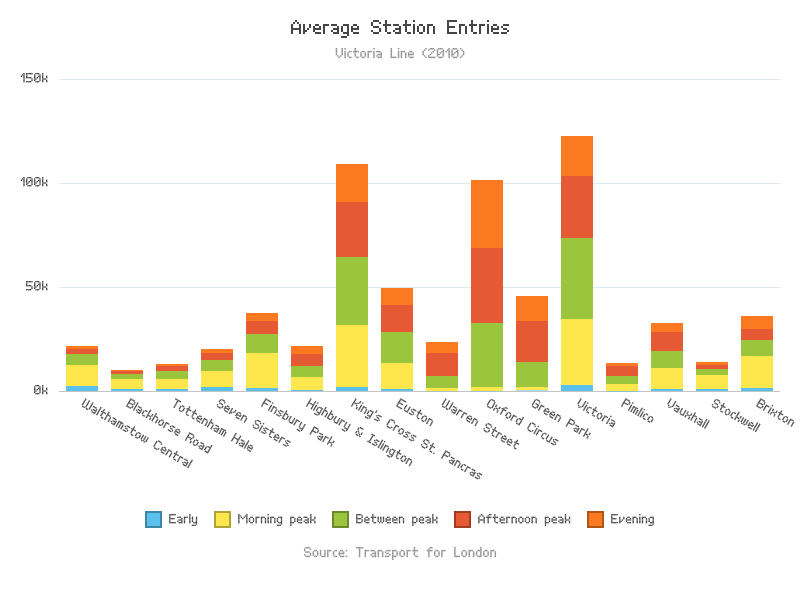 Average Station Entries
Victoria Line (2010)
150k
100k
50k
0k
Walthamstow Central
Blackhorse Road
Tottenham Hale
Seven Sisters
Finsbury Park
Highbury & Islington
King's Cross St. Pancras
Euston
Warren Street
Oxford Circus
Green Park
Victoria
Pimlico
Vauxhall
Stockwell
Brixton
Early Morning peak Between peak Afternoon peak Evening
Source: Transport for London